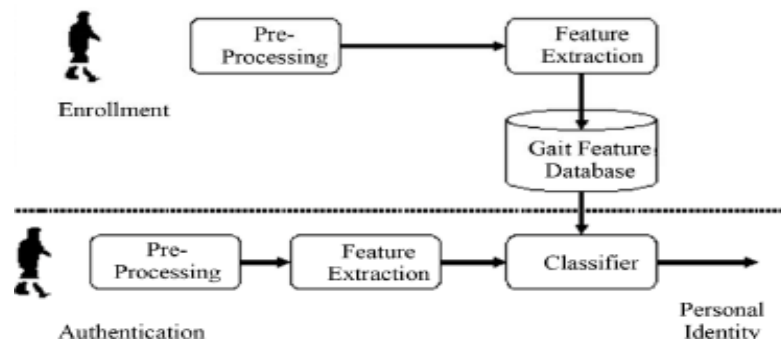 Pre-
Processing
Feature
Extraction
Enrollment
Gait Feature
Database
Pre-
Processing
Feature
Extraction
Classifier
Authentication
Personal
Identity